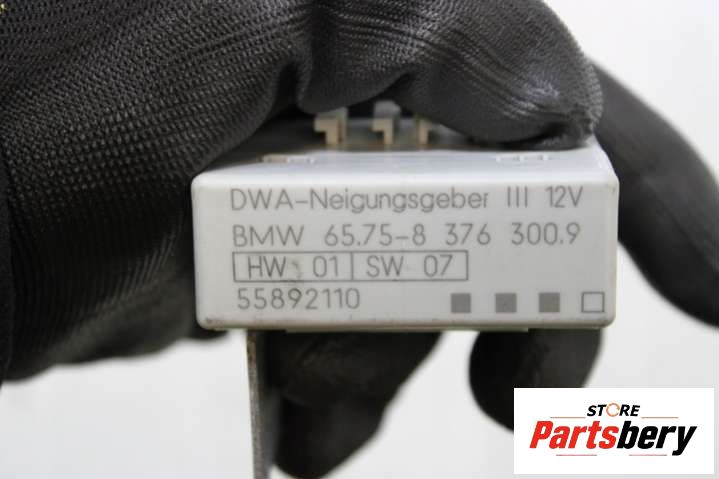 DWA-Neigungsgeber III 12V
BMW 65.75-8 376 300.9
HW 01 SW 07
55892110
STORE
Partsbery